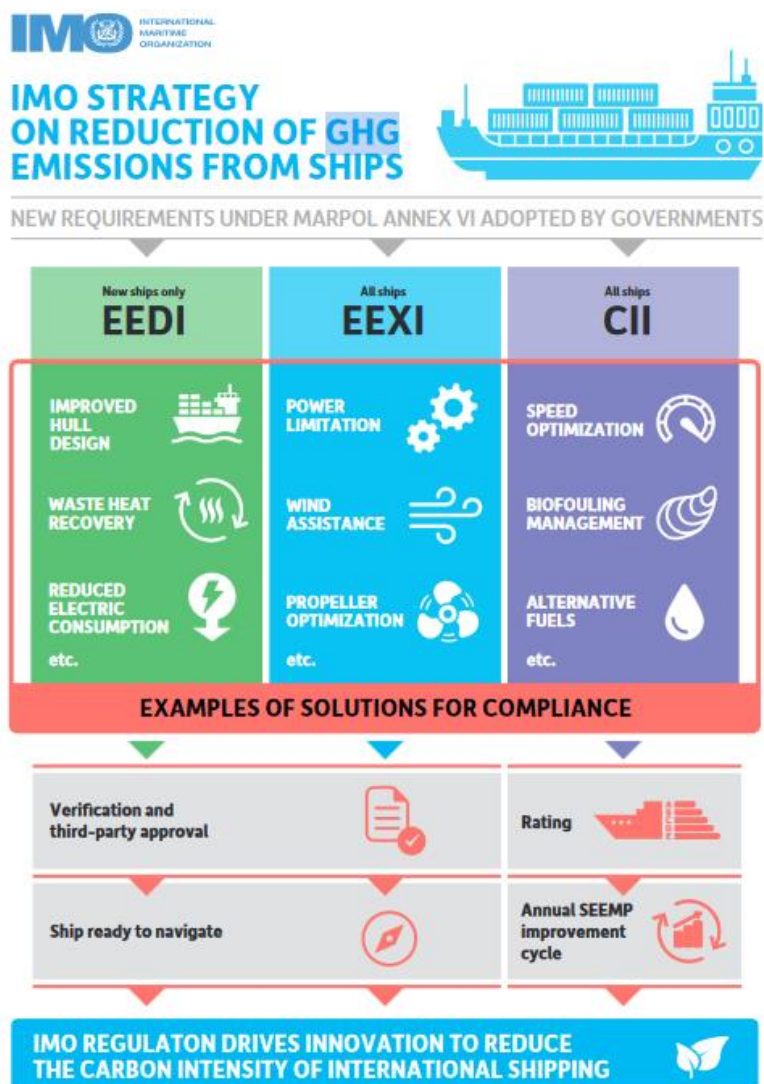 IMO
INTERNATIONAL
MARITIME
ORGANIZATION
IMO STRATEGY
ON REDUCTION OF GHG
EMISSIONS FROM SHIPS
NEW REQUIREMENTS UNDER MARPOL ANNEX VI ADOPTED BY GOVERNMENTS
New ships only
EEDI
IMPROVED
HULL
DESIGN
WASTE HEAT
RECOVERY
REDUCED
ELECTRIC
CONSUMPTION
etc.
All ships
EEXI
POWER
LIMITATION
WIND
ASSISTANCE
PROPELLER
OPTIMIZATION
etc.
All ships
CII
SPEED
OPTIMIZATION
BIOFOULING
MANAGEMENT
ALTERNATIVE
FUELS
etc.
EXAMPLES OF SOLUTIONS FOR COMPLIANCE
Verification and
third-party approval
Rating
Ship ready to navigate
Annual SEEMP
improvement
cycle
IMO REGULATON DRIVES INNOVATION TO REDUCE
THE CARBON INTENSITY OF INTERNATIONAL SHIPPING